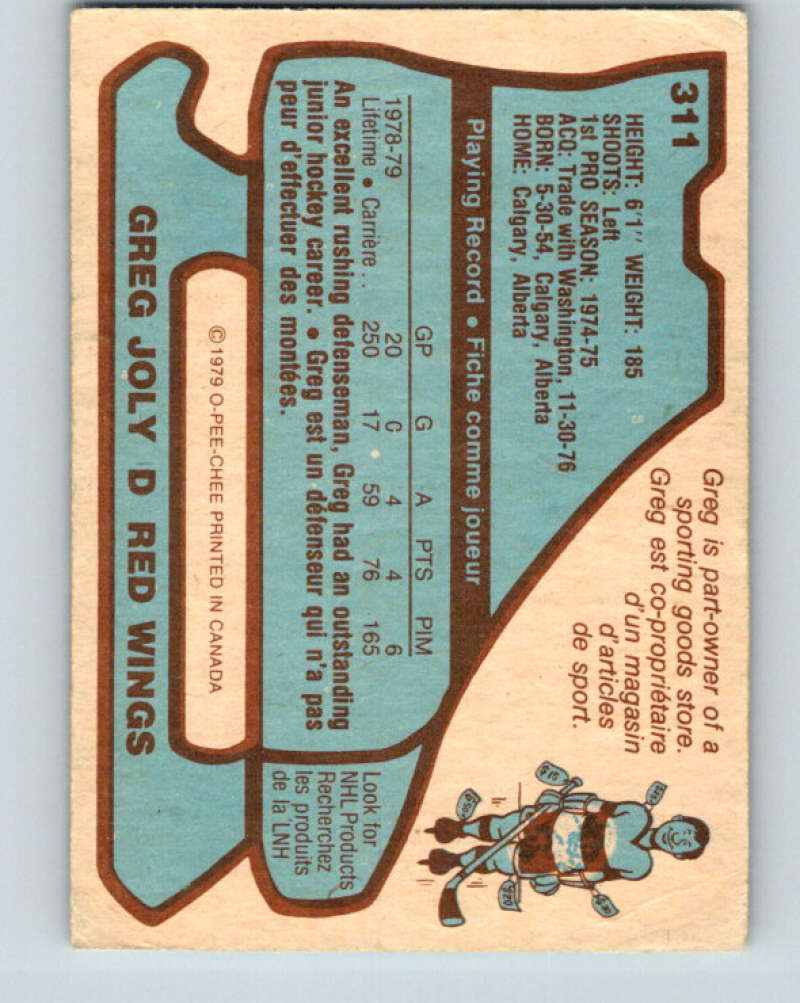 311
HEIGHT: 6'1" WEIGHT: 185
SHOOTS: Left
1st PRO SEASON: 1974-75
ACQ: Trade with Washington, 11-30-76
BORN: 5-30-54, Calgary, Alberta
HOME: Calgary, Alberta
Greg is part-owner of a
sporting goods store.
Greg est co-propriétaire
d'un magasin
d'articles
de sport.
Playing Record • Fiche comme joueur
GP G A PTS PIM
1978-79 20 0 4 4 6
Lifetime • Carrière . . 250 17 59 76 165
An excellent rushing defenseman, Greg had an outstanding
junior hockey career. • Greg est un défenseur qui n'a pas
peur d'effectuer des montées.
Look for
NHL Products
Recherchez
les produits
de la LNH
© 1979 O-PEE-CHEE PRINTED IN CANADA
GREG JOLY D RED WINGS
$15
$20